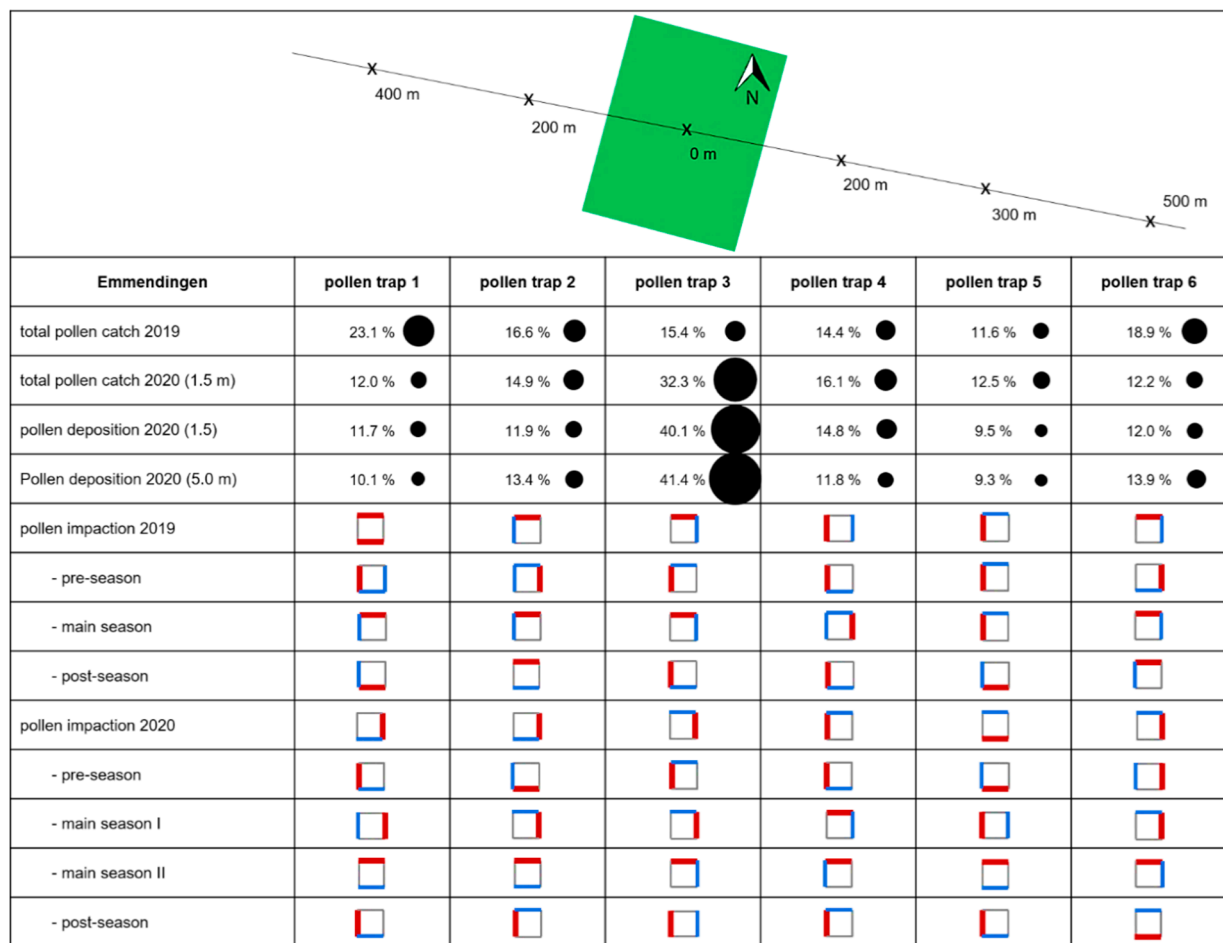 400 m
200 m
N
0 m
200 m
300 m
500 m
Emmendingen pollen trap 1 pollen trap 2 pollen trap 3 pollen trap 4 pollen trap 5 pollen trap 6
total pollen catch 2019 23.1 % 16.6 % 15.4 % 14.4 % 11.6 % 18.9 %
total pollen catch 2020 (1.5 m) 12.0 % 14.9 % 32.3 % 16.1 % 12.5 % 12.2 %
pollen deposition 2020 (1.5) 11.7 % 11.9 % 40.1 % 14.8 % 9.5 % 12.0 %
Pollen deposition 2020 (5.0 m) 10.1 % 13.4 % 41.4 % 11.8 % 9.3 % 13.9 %
pollen impaction 2019
- pre-season
- main season
- post-season
pollen impaction 2020
- pre-season
- main season I
- main season II
- post-season